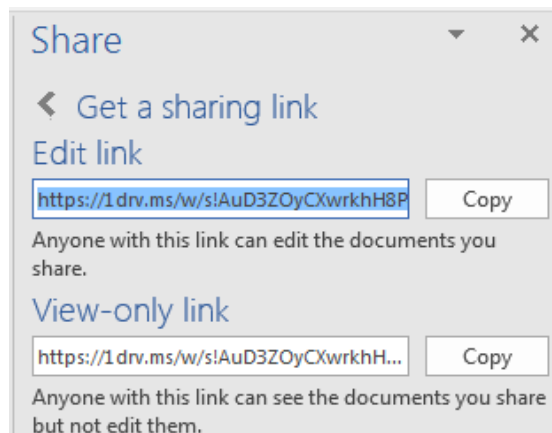 Share
Get a sharing link
Edit link
https://1drv.ms/w/s!AuD3ZOyCXwrkhH8P
Copy
Anyone with this link can edit the documents you
share.
View-only link
https://1drv.ms/w/s!AuD3ZOyCXwrkhH...
Copy
Anyone with this link can see the documents you share
but not edit them.